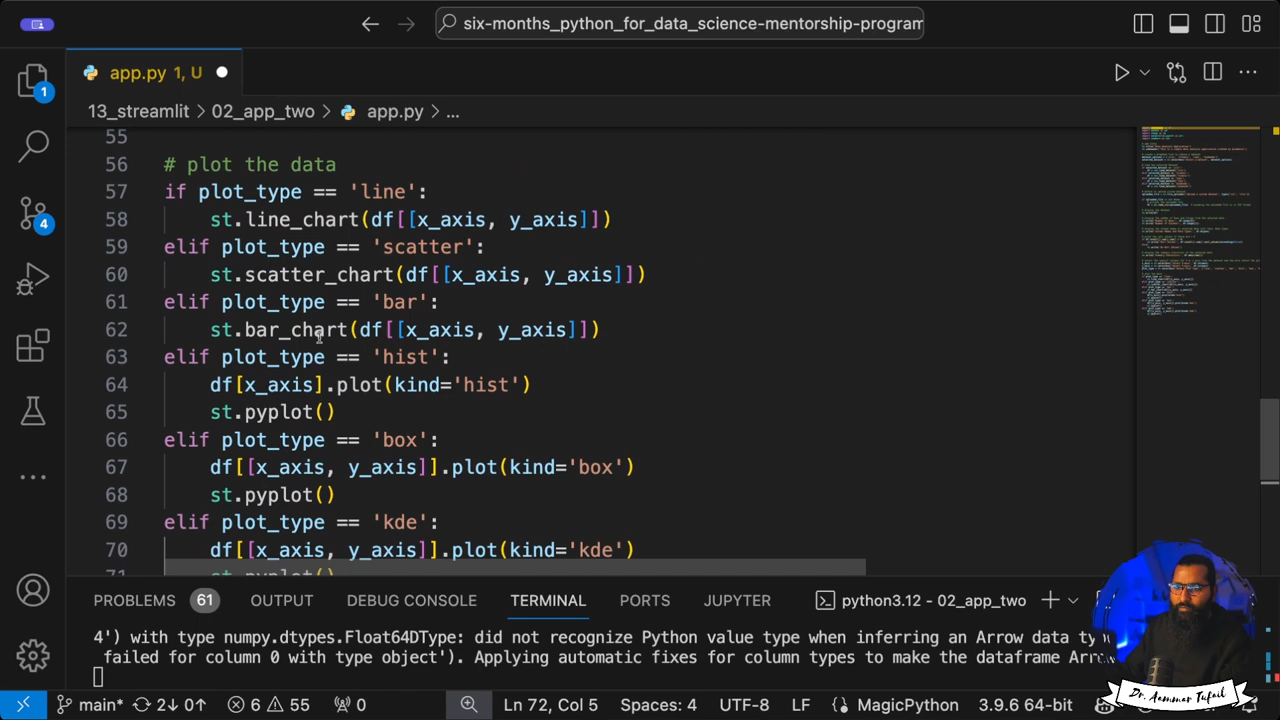 six-months_python_for_data_science-mentorship-program
app.py 1, U
13_streamlit > 02_app_two > app.py > ...
55
56 # plot the data
57 if plot_type == 'line':
58 st.line_chart(df[[x_axis, y_axis]])
59 elif plot_type == 'scatter':
60 st.scatter_chart(df[[x_axis, y_axis]])
61 elif plot_type == 'bar':
62 st.bar_chart(df[[x_axis, y_axis]])
63 elif plot_type == 'hist':
64 df[x_axis].plot(kind='hist')
65 st.pyplot()
66 elif plot_type == 'box':
67 df[[x_axis, y_axis]].plot(kind='box')
68 st.pyplot()
69 elif plot_type == 'kde':
70 df[[x_axis, y_axis]].plot(kind='kde')
71 st.pyplot()
1
4
PROBLEMS 61 OUTPUT DEBUG CONSOLE TERMINAL PORTS JUPYTER python3.12 - 02_app_two
4') with type numpy.dtypes.Float64DType: did not recognize Python value type when inferring an Arrow data typ
failed for column 0 with type object'). Applying automatic fixes for column types to make the dataframe Arrow
Dr. Aammar Tufail
main* 2↓ 0↑ 6 55 0 Ln 72, Col 5 Spaces: 4 UTF-8 LF MagicPython 3.9.6 64-bit